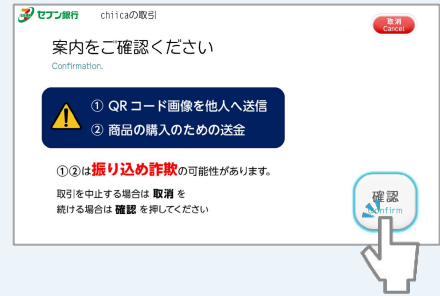 セブン銀行 chiicaの取引
取消
Cancel
案内をご確認ください
Confirmation.
① QRコード画像を他人へ送信
② 商品の購入のための送金
①②は振り込め詐欺の可能性があります。
取引を中止する場合は 取消 を
続ける場合は 確認 を押してください
確認
Confirm